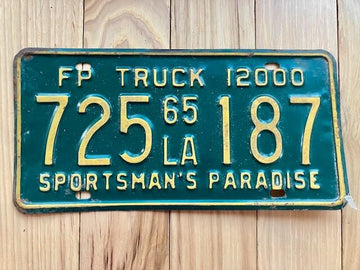 FP TRUCK 12000
725 65 LA 187
SPORTSMAN'S PARADISE